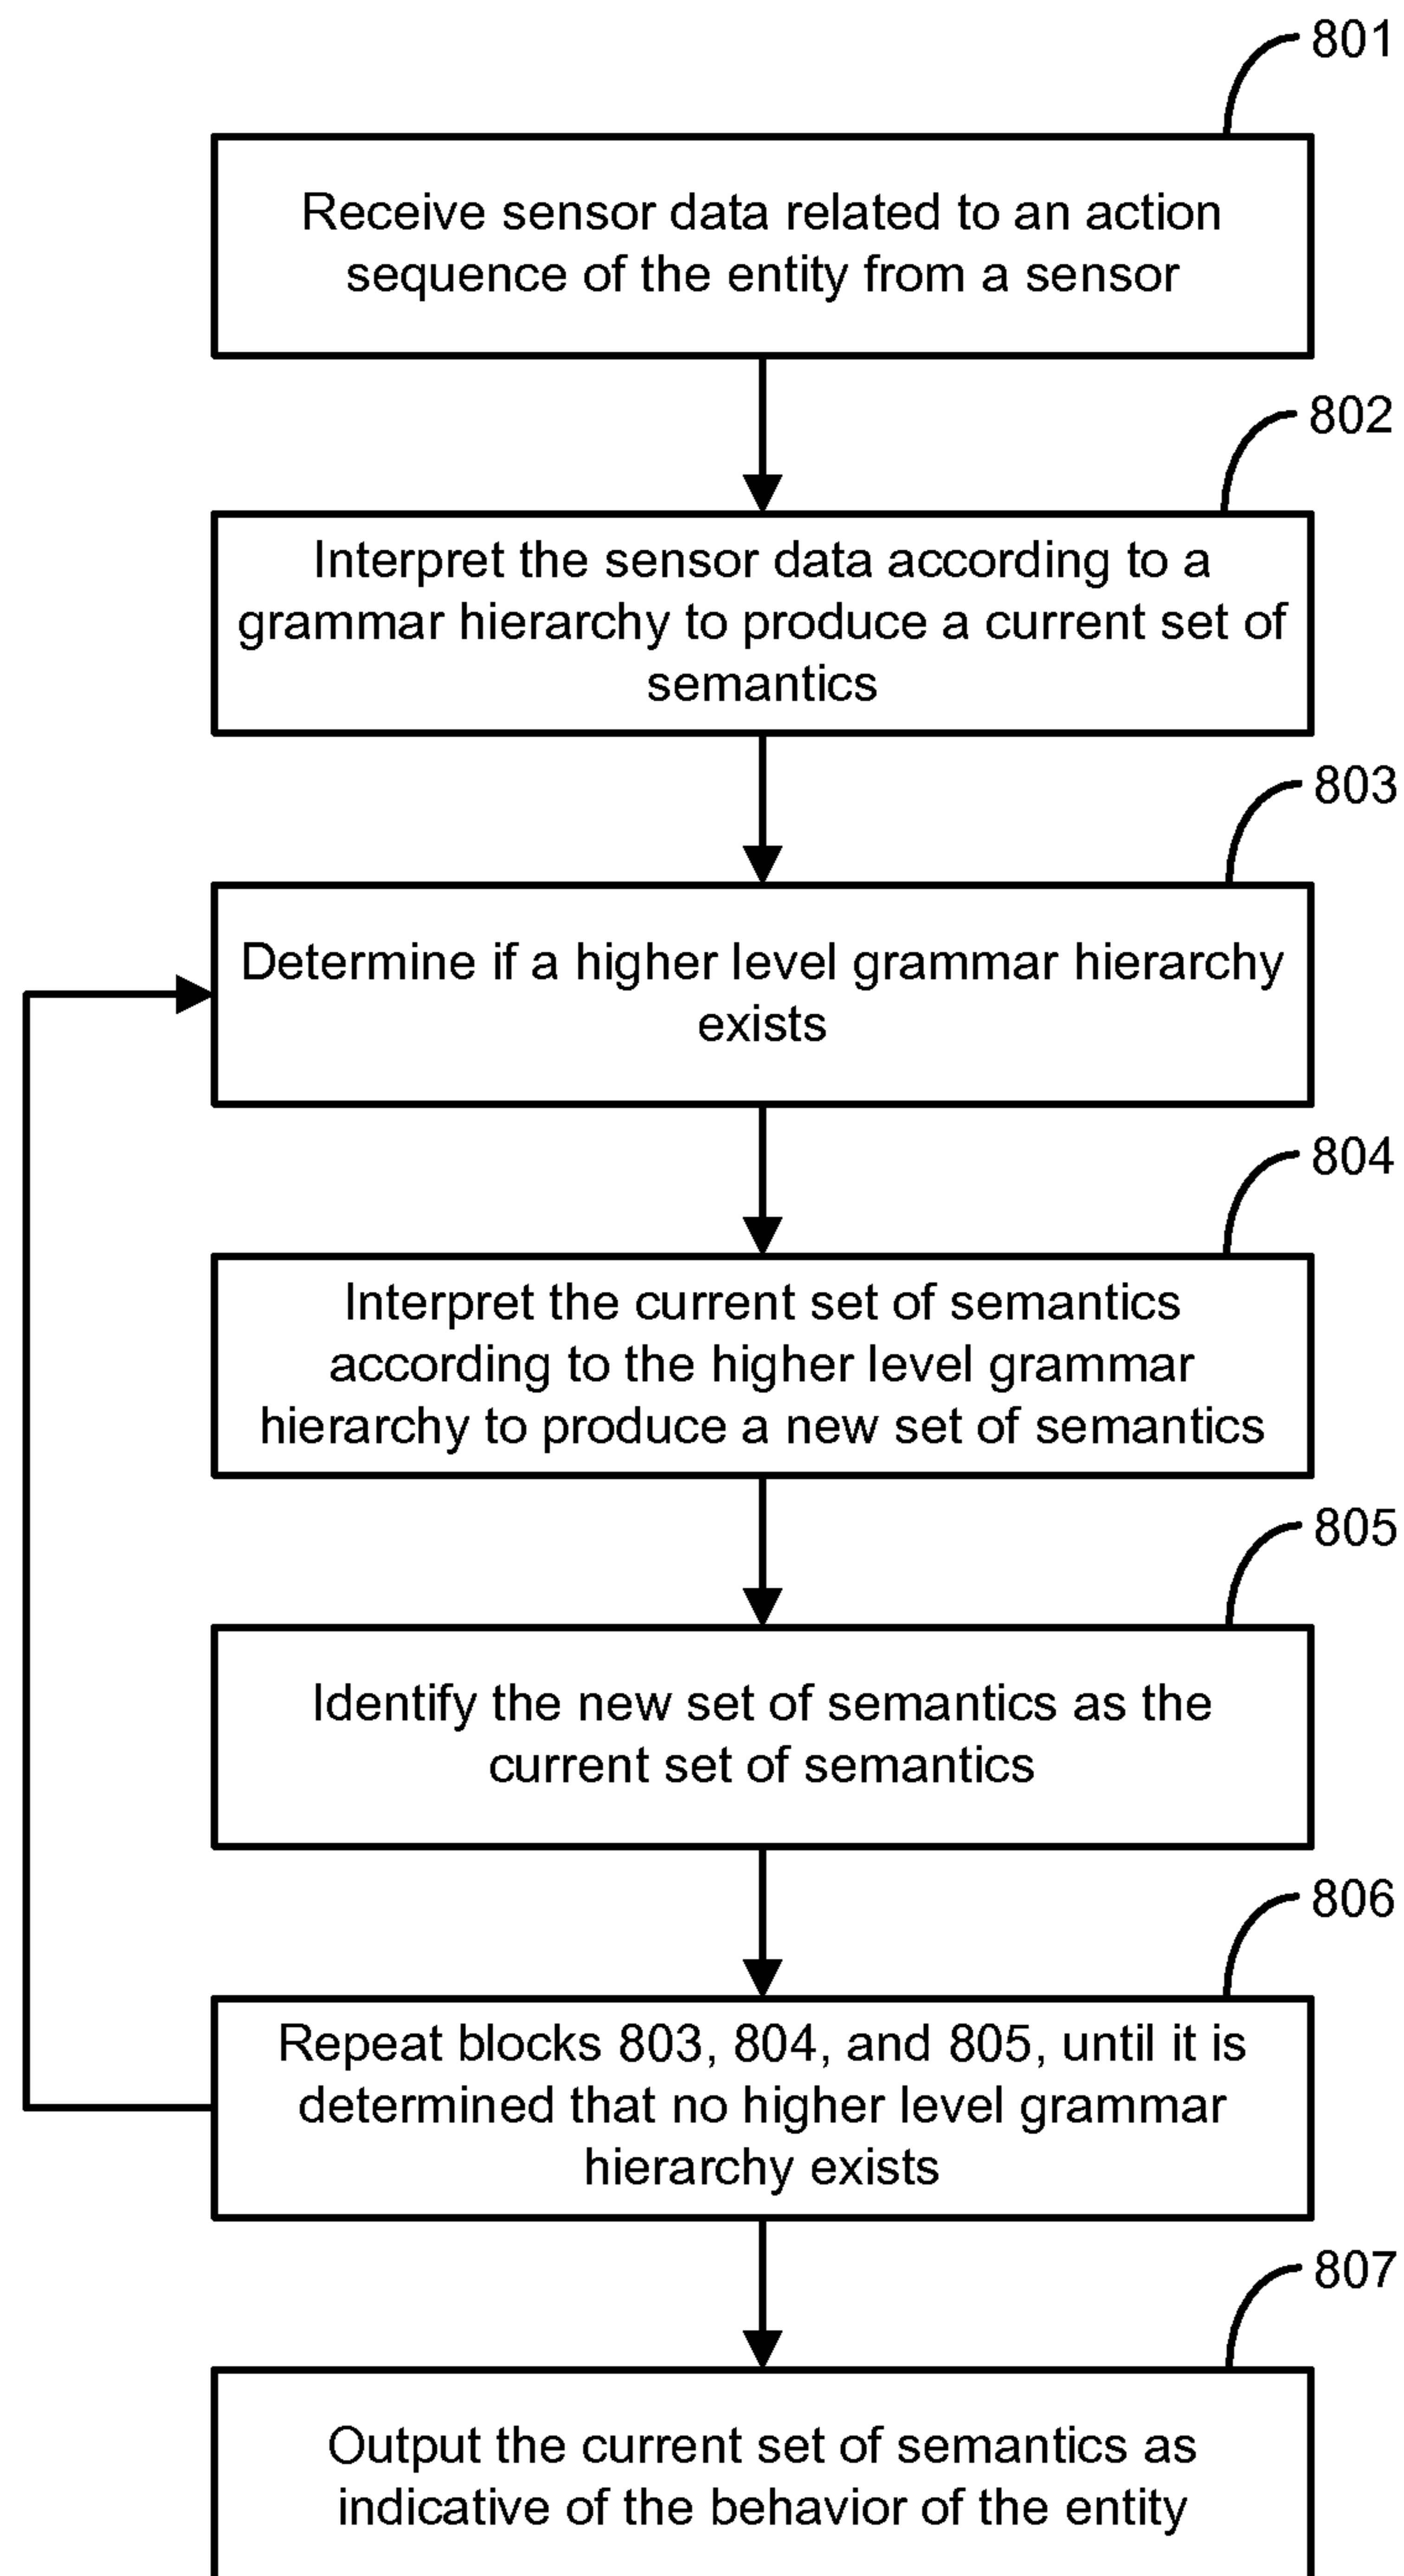 801
Receive sensor data related to an action
sequence of the entity from a sensor
802
Interpret the sensor data according to a
grammar hierarchy to produce a current set of
semantics
803
Determine if a higher level grammar hierarchy
exists
804
Interpret the current set of semantics
according to the higher level grammar
hierarchy to produce a new set of semantics
805
Identify the new set of semantics as the
current set of semantics
806
Repeat blocks 803, 804, and 805, until it is
determined that no higher level grammar
hierarchy exists
807
Output the current set of semantics as
indicative of the behavior of the entity